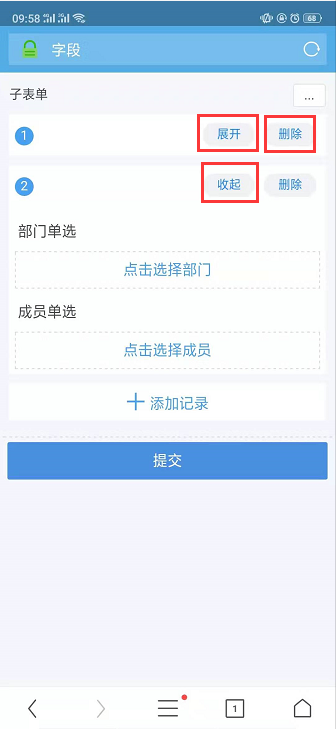 09:58 68
字段
子表单 ...
1 展开 删除
2 收起 删除
部门单选
点击选择部门
成员单选
点击选择成员
添加记录
提交
1